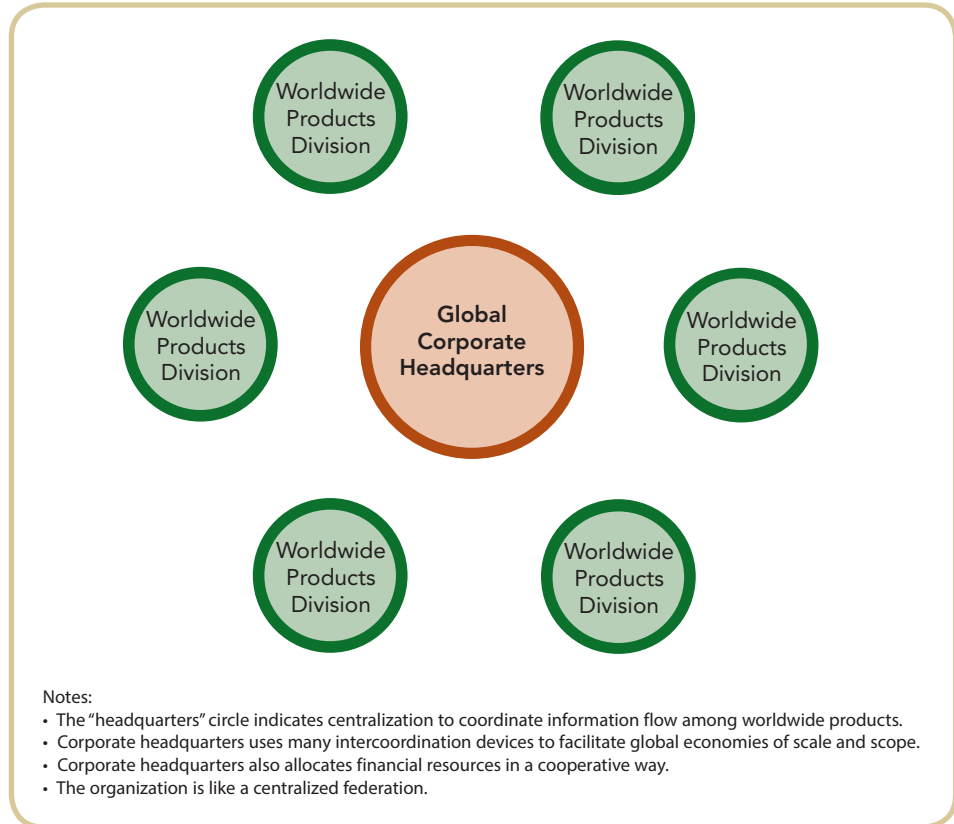 Worldwide
Products
Division
Worldwide
Products
Division
Worldwide
Products
Division
Global
Corporate
Headquarters
Worldwide
Products
Division
Worldwide
Products
Division
Worldwide
Products
Division
Notes:
• The “headquarters” circle indicates centralization to coordinate information flow among worldwide products.
• Corporate headquarters uses many intercoordination devices to facilitate global economies of scale and scope.
• Corporate headquarters also allocates financial resources in a cooperative way.
• The organization is like a centralized federation.